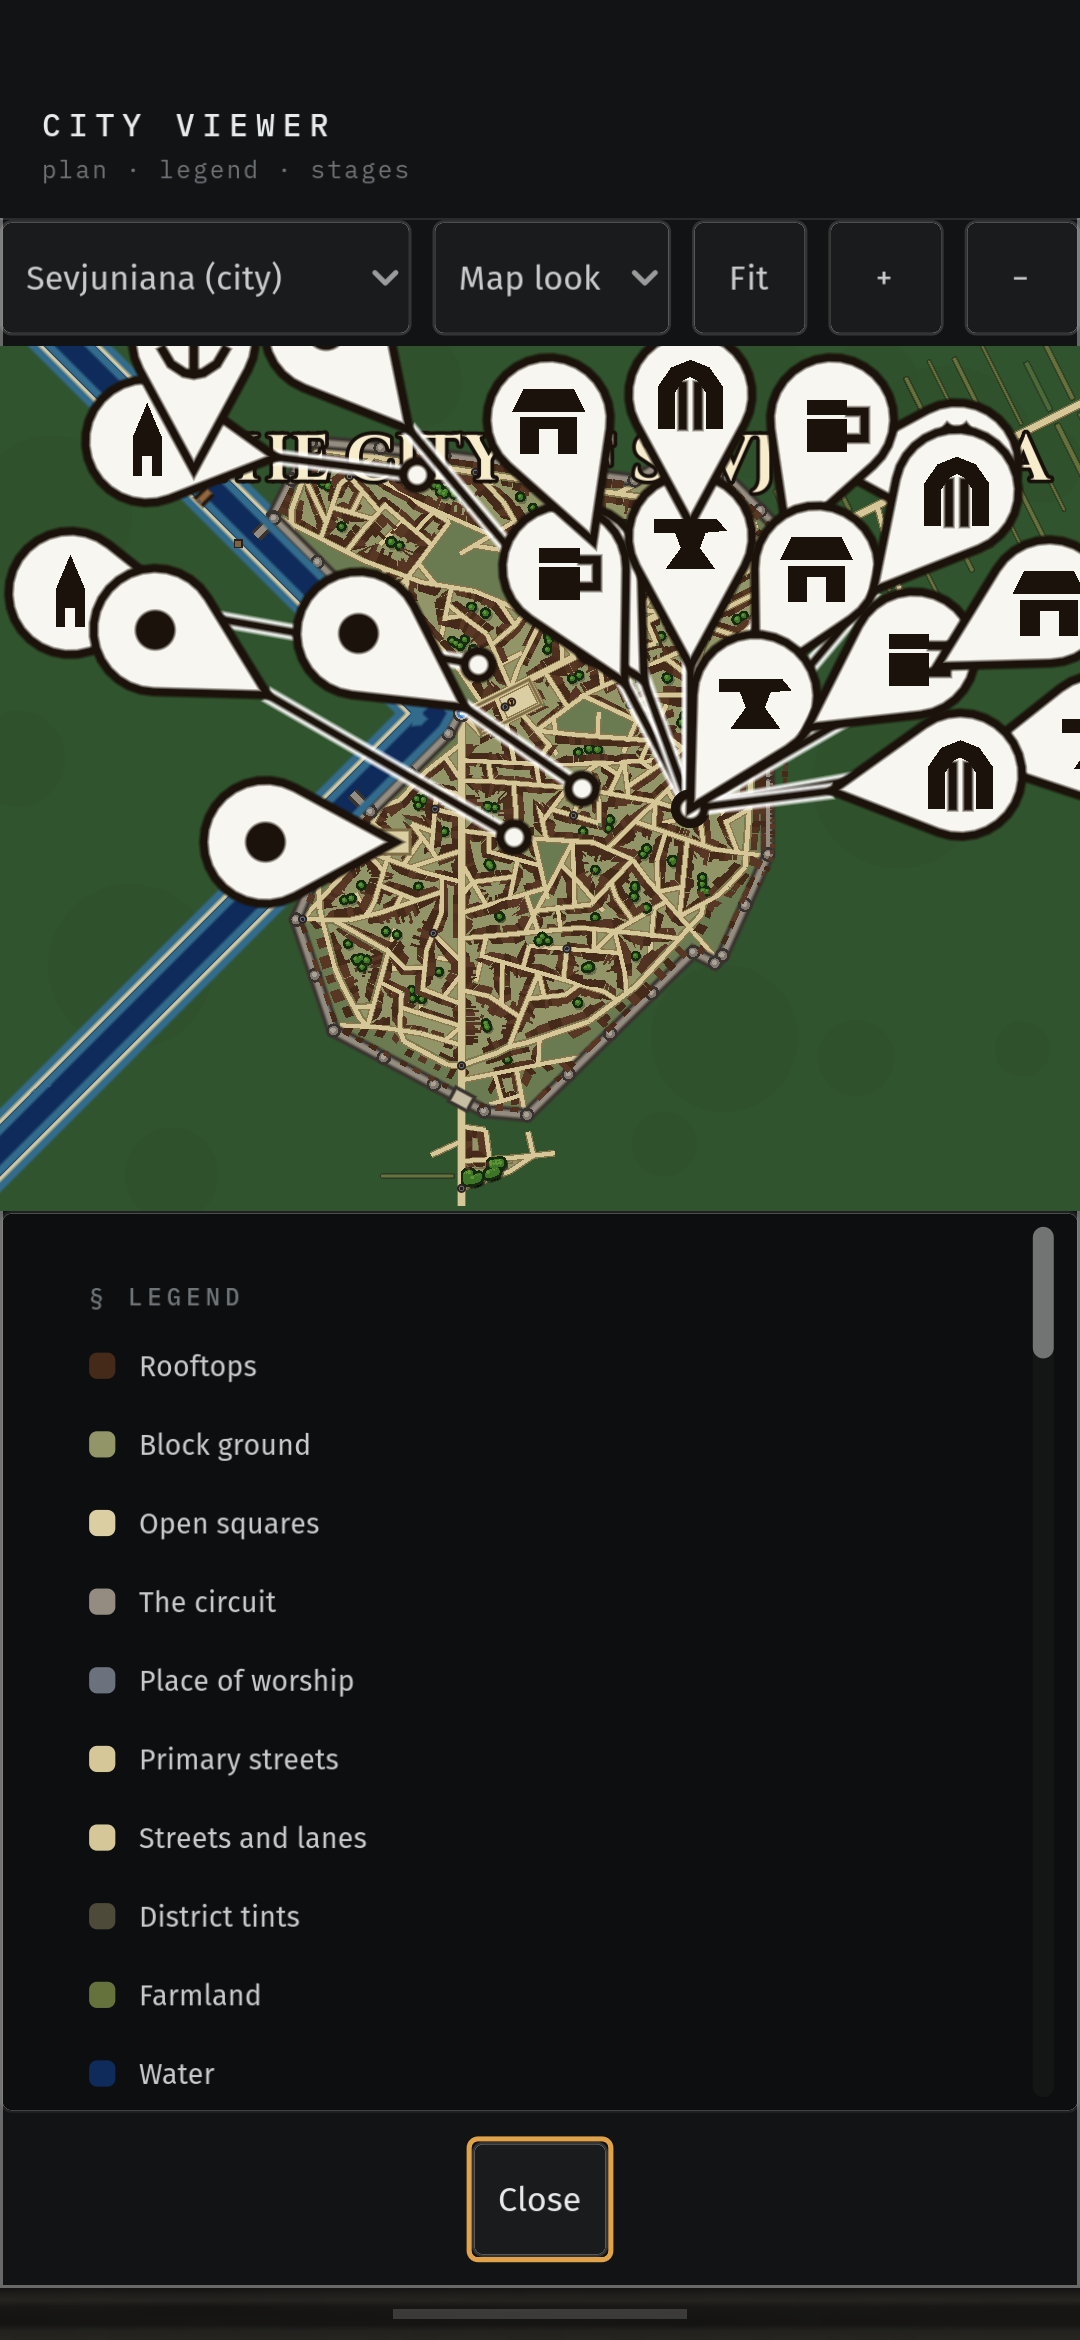 CITY VIEWER
plan · legend · stages
Sevjuniana (city)
Map look
Fit
+
−
CITY
§ LEGEND
Rooftops
Block ground
Open squares
The circuit
Place of worship
Primary streets
Streets and lanes
District tints
Farmland
Water
Close